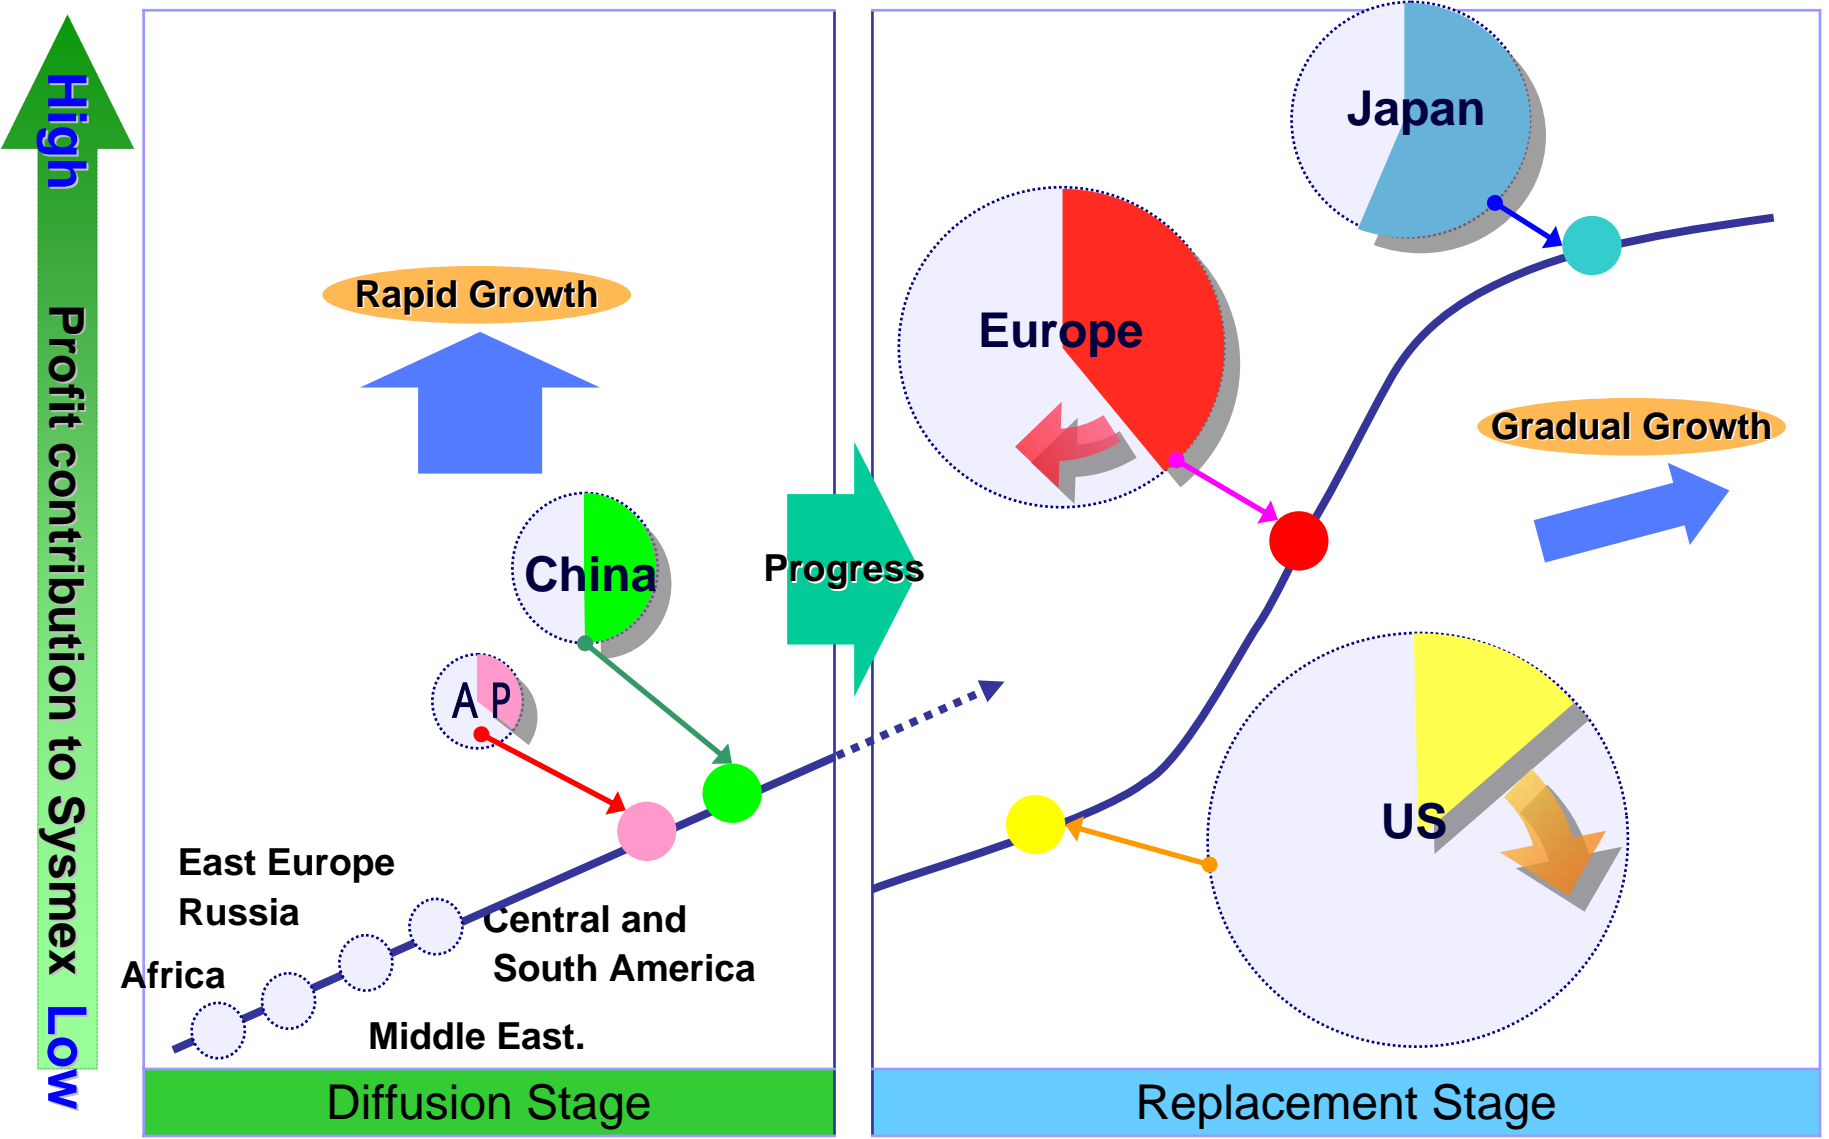 High
Profit contribution to Sysmex
Low
Rapid Growth
China
AP
East Europe
Russia
Africa
Central and
South America
Middle East.
Diffusion Stage
Progress
Japan
Europe
Gradual Growth
US
Replacement Stage